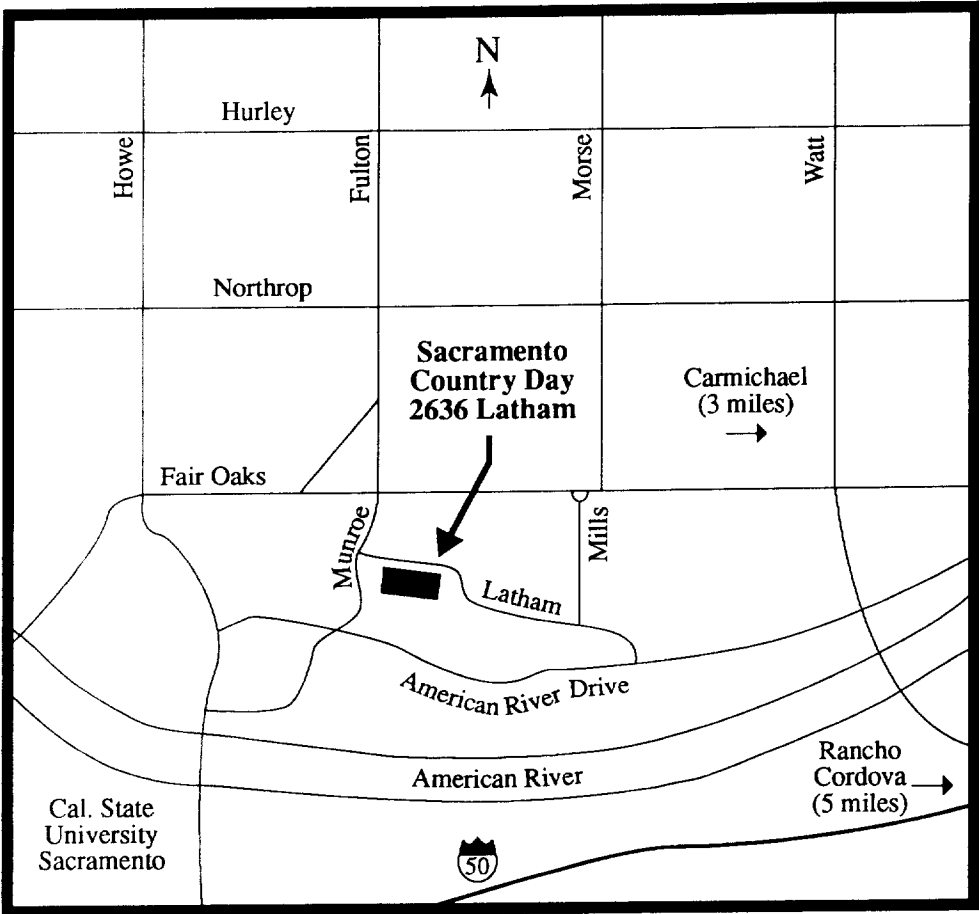 N
Hurley
Howe
Fulton
Morse
Watt
Northrop
Sacramento
Country Day
2636 Latham
Carmichael
(3 miles)
Fair Oaks
Munroe
Mills
Latham
American River Drive
American River
Rancho
Cordova
(5 miles)
Cal. State
University
Sacramento
50